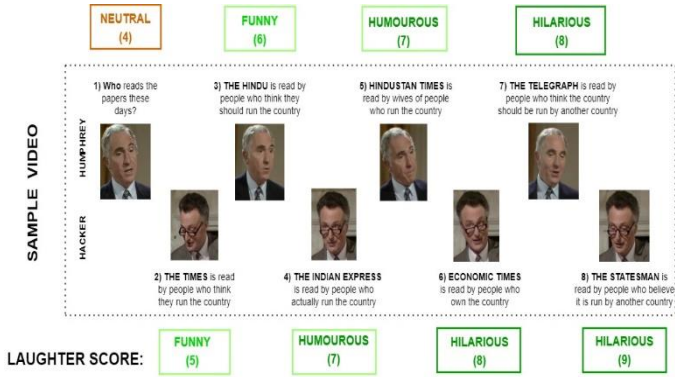 NEUTRAL
(4)
FUNNY
(6)
HUMOUROUS
(7)
HILARIOUS
(8)
SAMPLE VIDEO
HUMPHREY
HACKER
1) Who reads the
papers these
days?
3) THE HINDU is read by
people who think they
should run the country
5) HINDUSTAN TIMES is
read by wives of people
who run the country
7) THE TELEGRAPH is read by
people who think the country
should be run by another country
2) THE TIMES is read
by people who think
they run the country
4) THE INDIAN EXPRESS
is read by people who
actually run the country
6) ECONOMIC TIMES
is read by people who
own the country
8) THE STATESMAN is
read by people who believe
it is run by another country
LAUGHTER SCORE:
FUNNY
(5)
HUMOUROUS
(7)
HILARIOUS
(8)
HILARIOUS
(9)